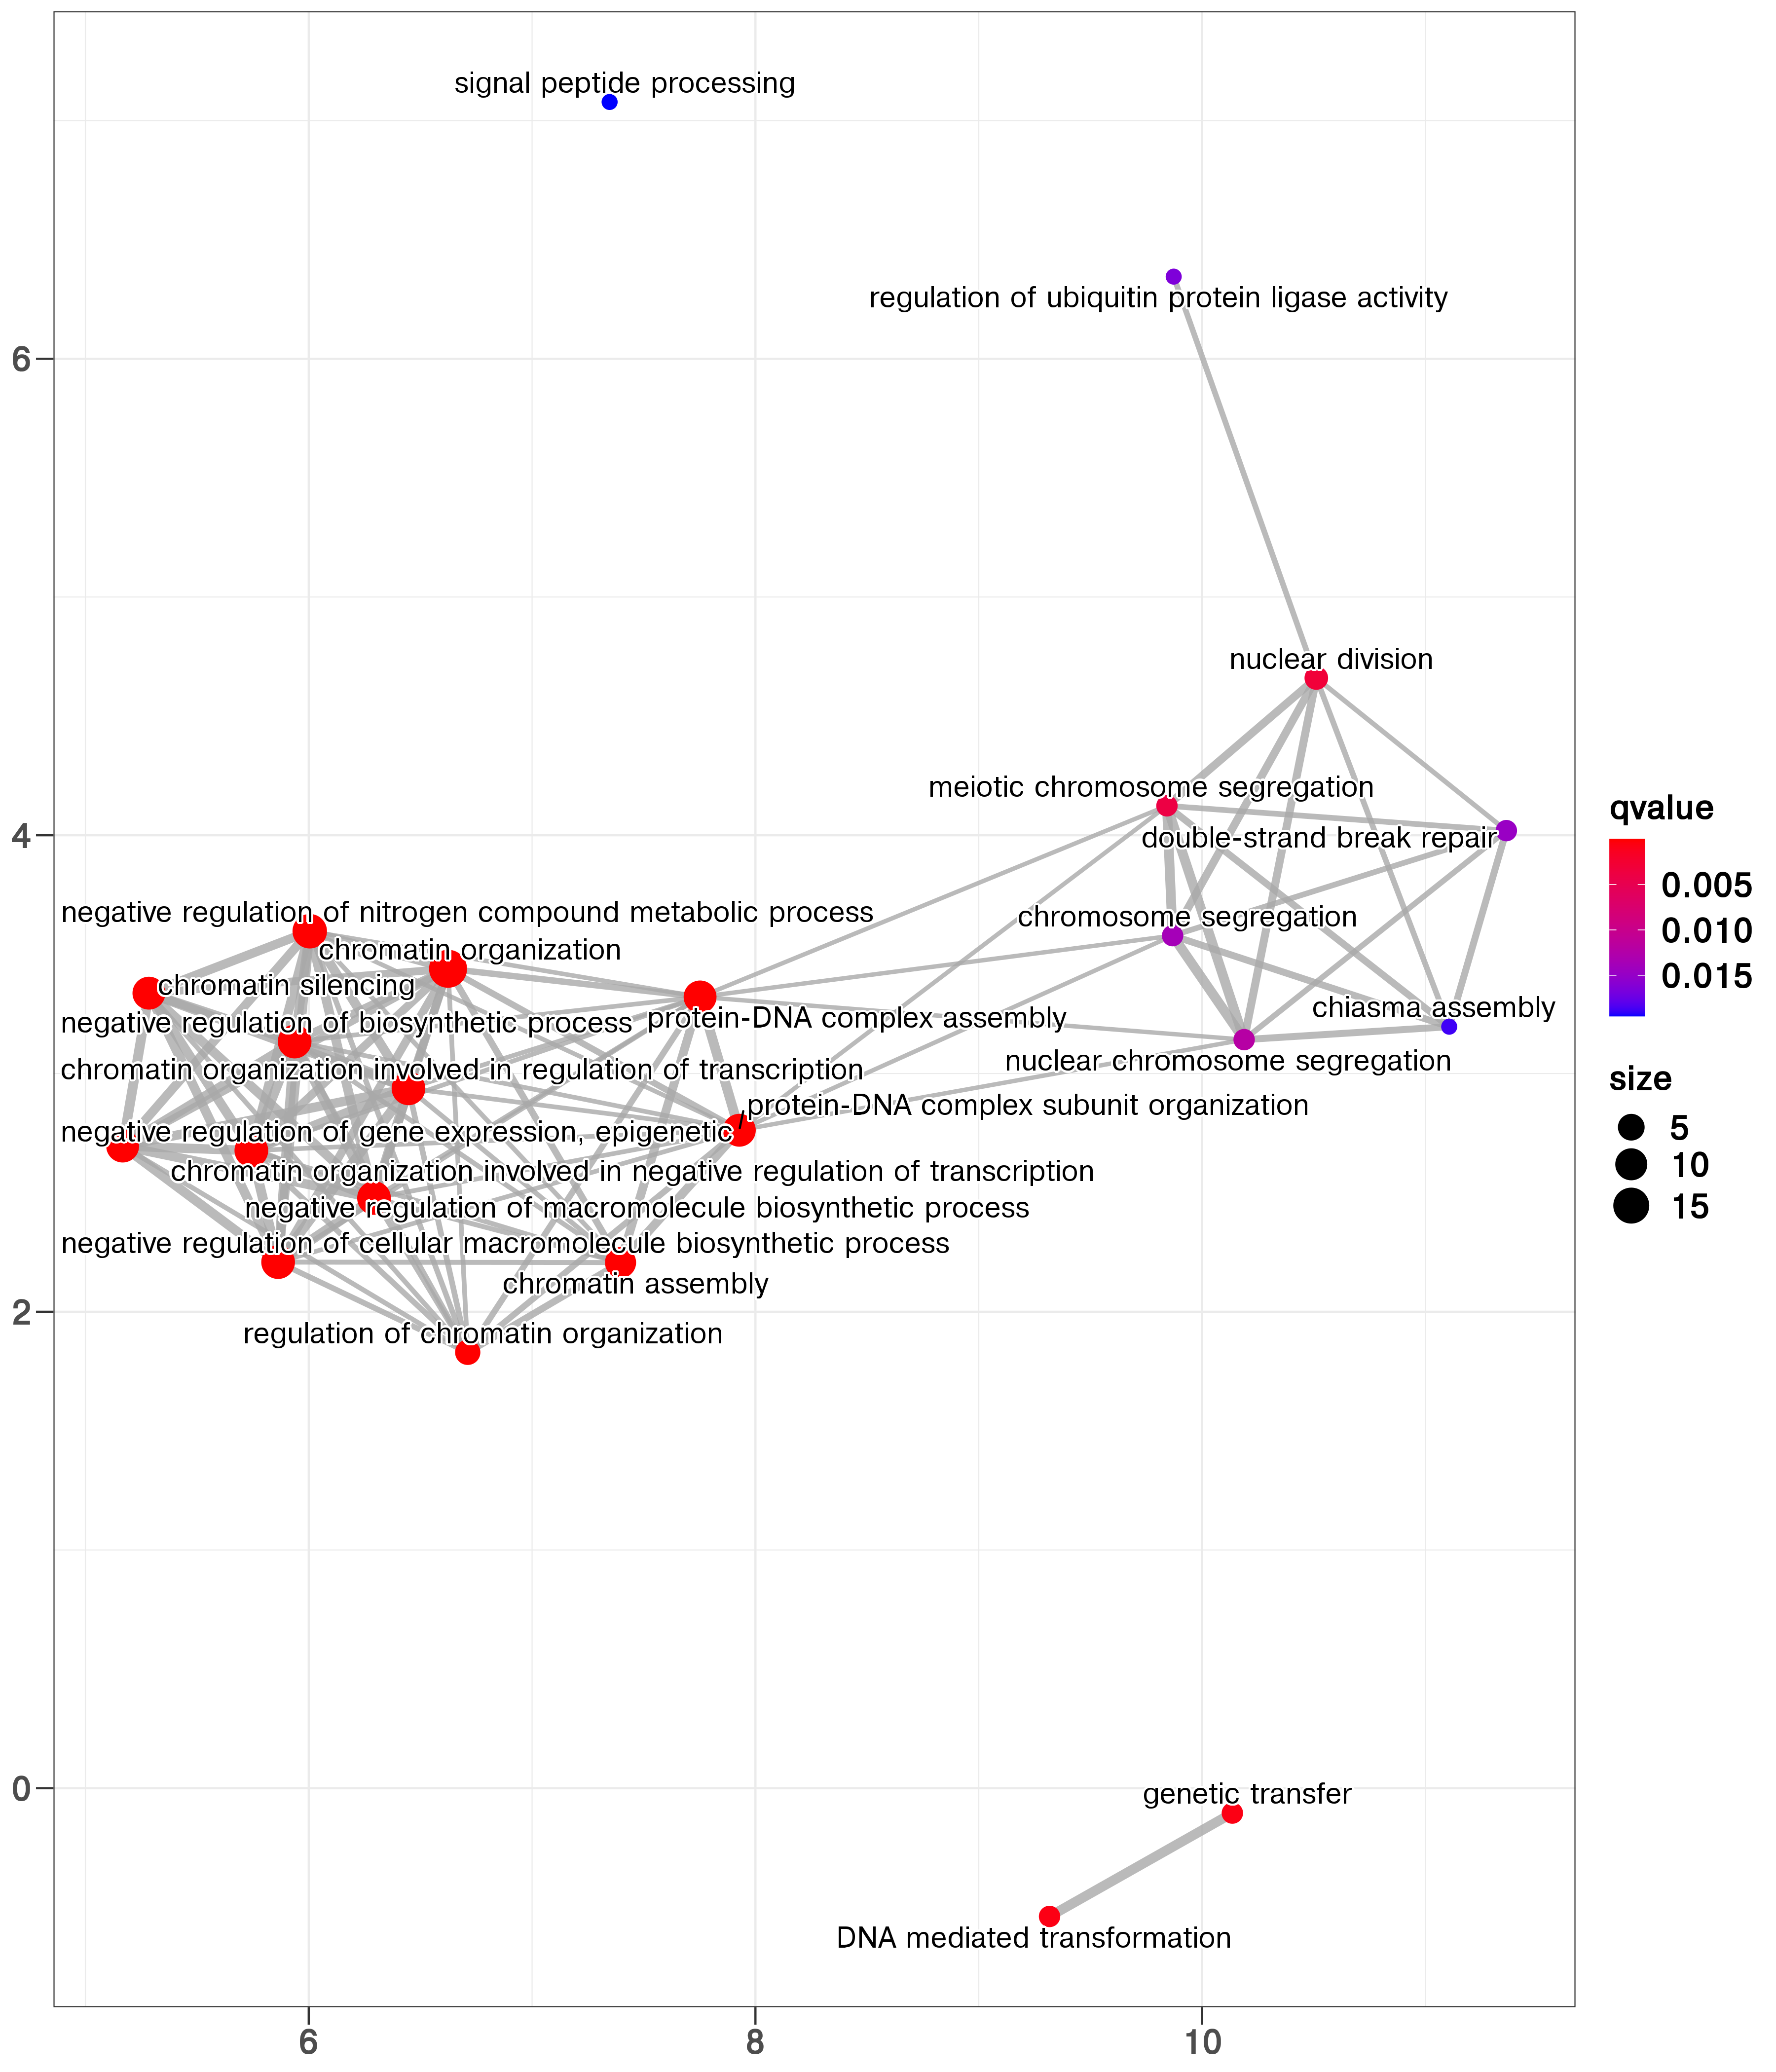 signal peptide processing
regulation of ubiquitin protein ligase activity
6
nuclear division
meiotic chromosome segregation
qvalue
4
double-strand break repair
0.005
negative regulation of nitrogen compound metabolic process
chromosome segregation
0.010
chromatin organization
0.015
chromatin silencing
chiasma assembly
negative regulation of biosynthetic process
protein-DNA complex assembly
nuclear chromosome segregation
chromatin organization involved in regulation of transcription
size
protein-DNA complex subunit organization
5
negative regulation of gene expression, epigenetic
10
chromatin organization involved in negative regulation of transcription
15
negative regulation of macromolecule biosynthetic process
negative regulation of cellular macromolecule biosynthetic process
chromatin assembly
2
regulation of chromatin organization
0
genetic transfer
DNA mediated transformation
6 8 10